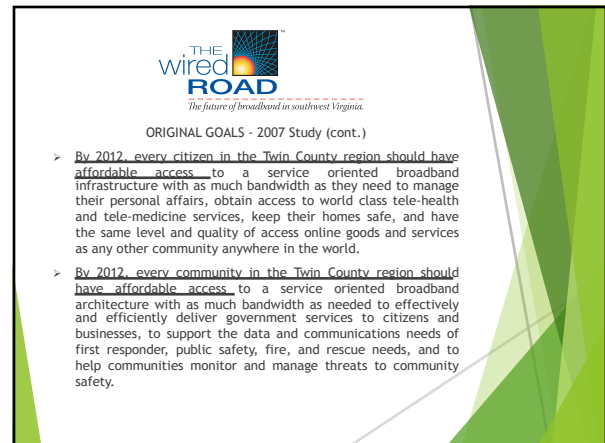 THE
wired
ROAD
™
The future of broadband in southwest Virginia.
ORIGINAL GOALS - 2007 Study (cont.)
➢ By 2012, every citizen in the Twin County region should have
affordable access to a service oriented broadband
infrastructure with as much bandwidth as they need to manage
their personal affairs, obtain access to world class tele-health
and tele-medicine services, keep their homes safe, and have
the same level and quality of access online goods and services
as any other community anywhere in the world.
➢ By 2012, every community in the Twin County region should
have affordable access to a service oriented broadband
architecture with as much bandwidth as needed to effectively
and efficiently deliver government services to citizens and
businesses, to support the data and communications needs of
first responder, public safety, fire, and rescue needs, and to
help communities monitor and manage threats to community
safety.